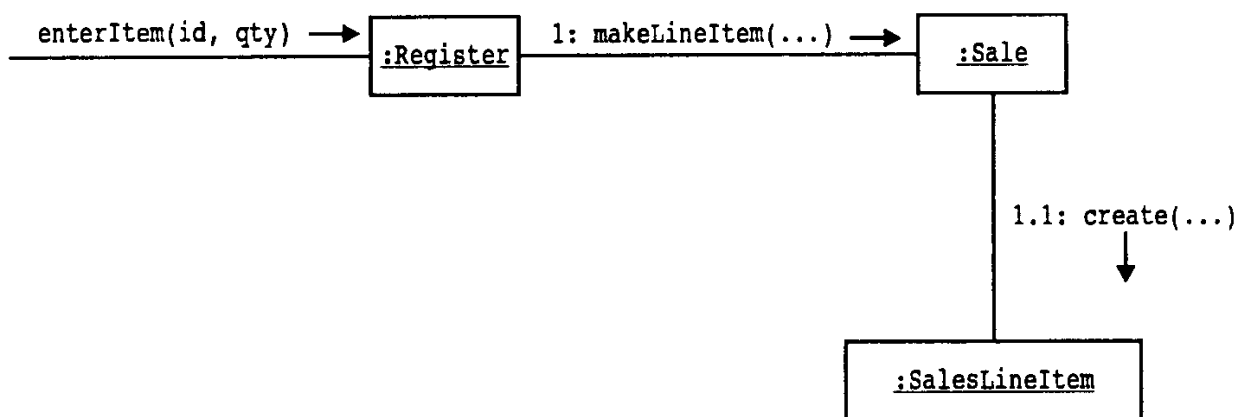 enterItem(id, qty)
:Register
1: makeLineItem(...)
:Sale
1.1: create(...)
:SalesLineItem